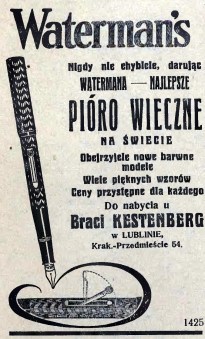 Waterman's
Nigdy nie chybicie, darując
WATERMANA — NAJLEPSZE
PIÓRO WIECZNE
NA ŚWIECIE
Obejrzyjcie nowe barwne
modele
Wiele pięknych wzorów
Ceny przystępne dla każdego
Do nabycia u
Braci KESTENBERG
w LUBLINIE,
Krak.-Przedmieście 54.
1425